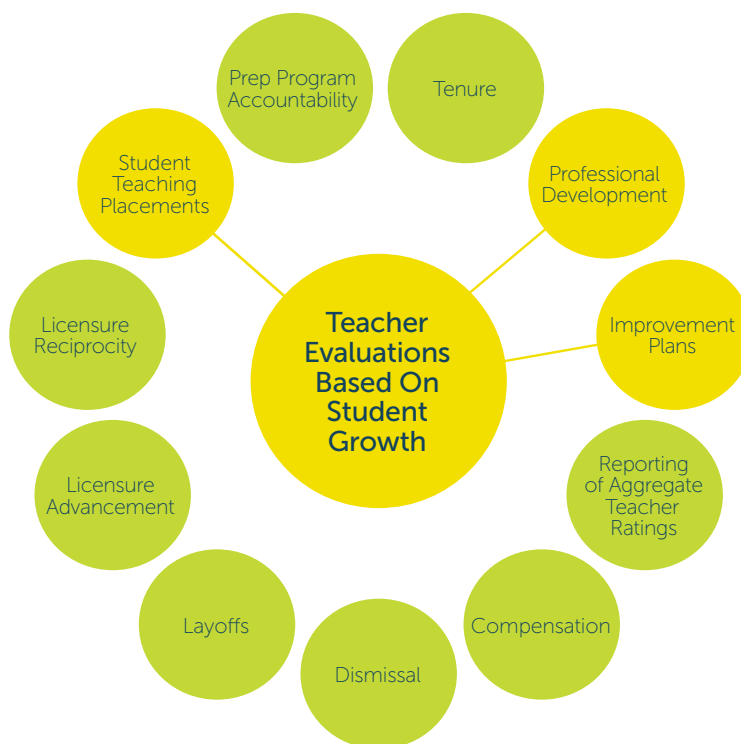 Prep Program
Accountability
Tenure
Student
Teaching
Placements
Professional
Development
Licensure
Reciprocity
Teacher
Evaluations
Based On
Student
Growth
Improvement
Plans
Licensure
Advancement
Reporting
of Aggregate
Teacher
Ratings
Layoffs
Compensation
Dismissal